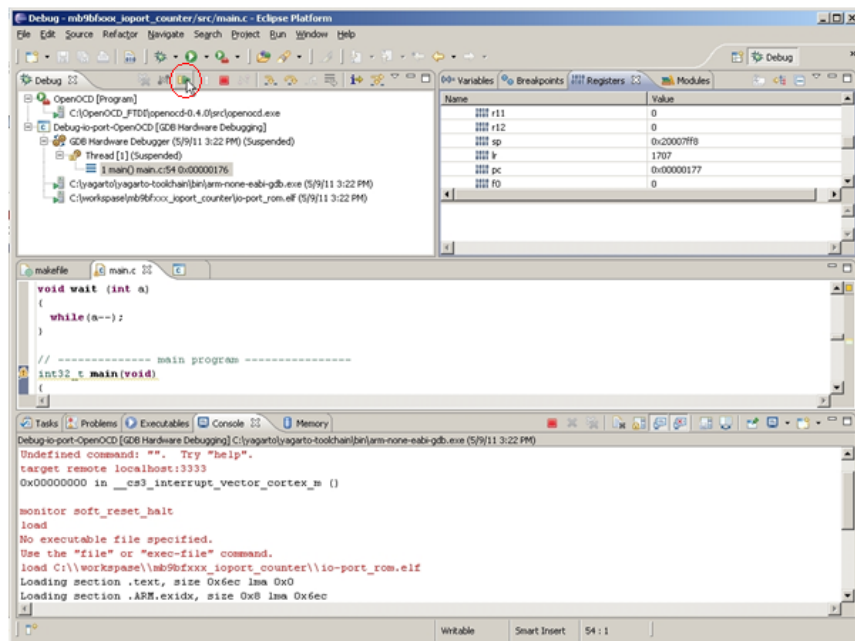 Debug - mb9bfxxx_ioport_counter/src/main.c - Eclipse Platform
File Edit Source Refactor Navigate Search Project Run Window Help
Debug
Debug
OpenOCD [Program]
C:\OpenOCD_FTDI\openocd-0.4.0\src\openocd.exe
Debug-io-port-OpenOCD [GDB Hardware Debugging]
GDB Hardware Debugger (5/9/11 3:22 PM) (Suspended)
Thread [1] (Suspended)
1 main() main.c:54 0x00000176
C:\yagarto\yagarto-toolchain\bin\arm-none-eabi-gdb.exe (5/9/11 3:22 PM)
C:\workspase\mb9bfxxx_ioport_counter\io-port_rom.elf (5/9/11 3:22 PM)
Variables Breakpoints Registers Modules
Name Value
r11 0
r12 0
sp 0x20007ff8
lr 1707
pc 0x00000177
f0 0
makefile main.c
void wait (int a)
{
while(a--);
}
// -------------- main program ----------------
int32_t main(void)
{
Tasks Problems Executables Console Memory
Debug-io-port-OpenOCD [GDB Hardware Debugging] C:\yagarto\yagarto-toolchain\bin\arm-none-eabi-gdb.exe (5/9/11 3:22 PM)
Undefined command: "". Try "help".
target remote localhost:3333
0x00000000 in __cs3_interrupt_vector_cortex_m ()
monitor soft_reset_halt
load
No executable file specified.
Use the "file" or "exec-file" command.
load C:\\workspase\\mb9bfxxx_ioport_counter\\io-port_rom.elf
Loading section .text, size 0x6ec lma 0x0
Loading section .ARM.exidx, size 0x8 lma 0x6ec
Writable Smart Insert 54 : 1